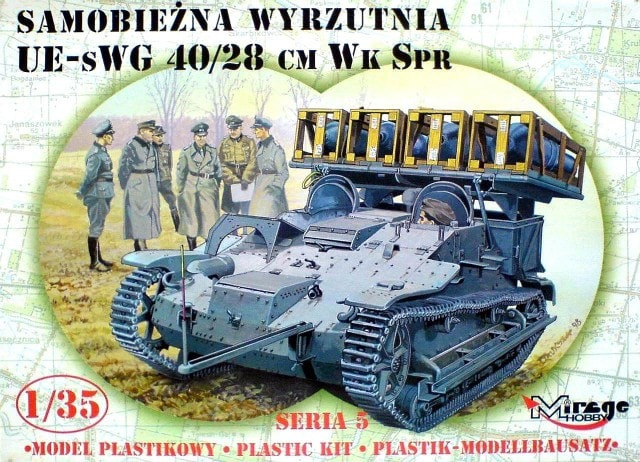 SAMOBIEŻNA WYRZUTNIA
UE-sWG 40/28 CM WK SPR
1/35
SERIA 5
Mirage
HOBBY
•MODEL PLASTIKOWY • PLASTIC KIT • PLASTIK-MODELLBAUSATZ•